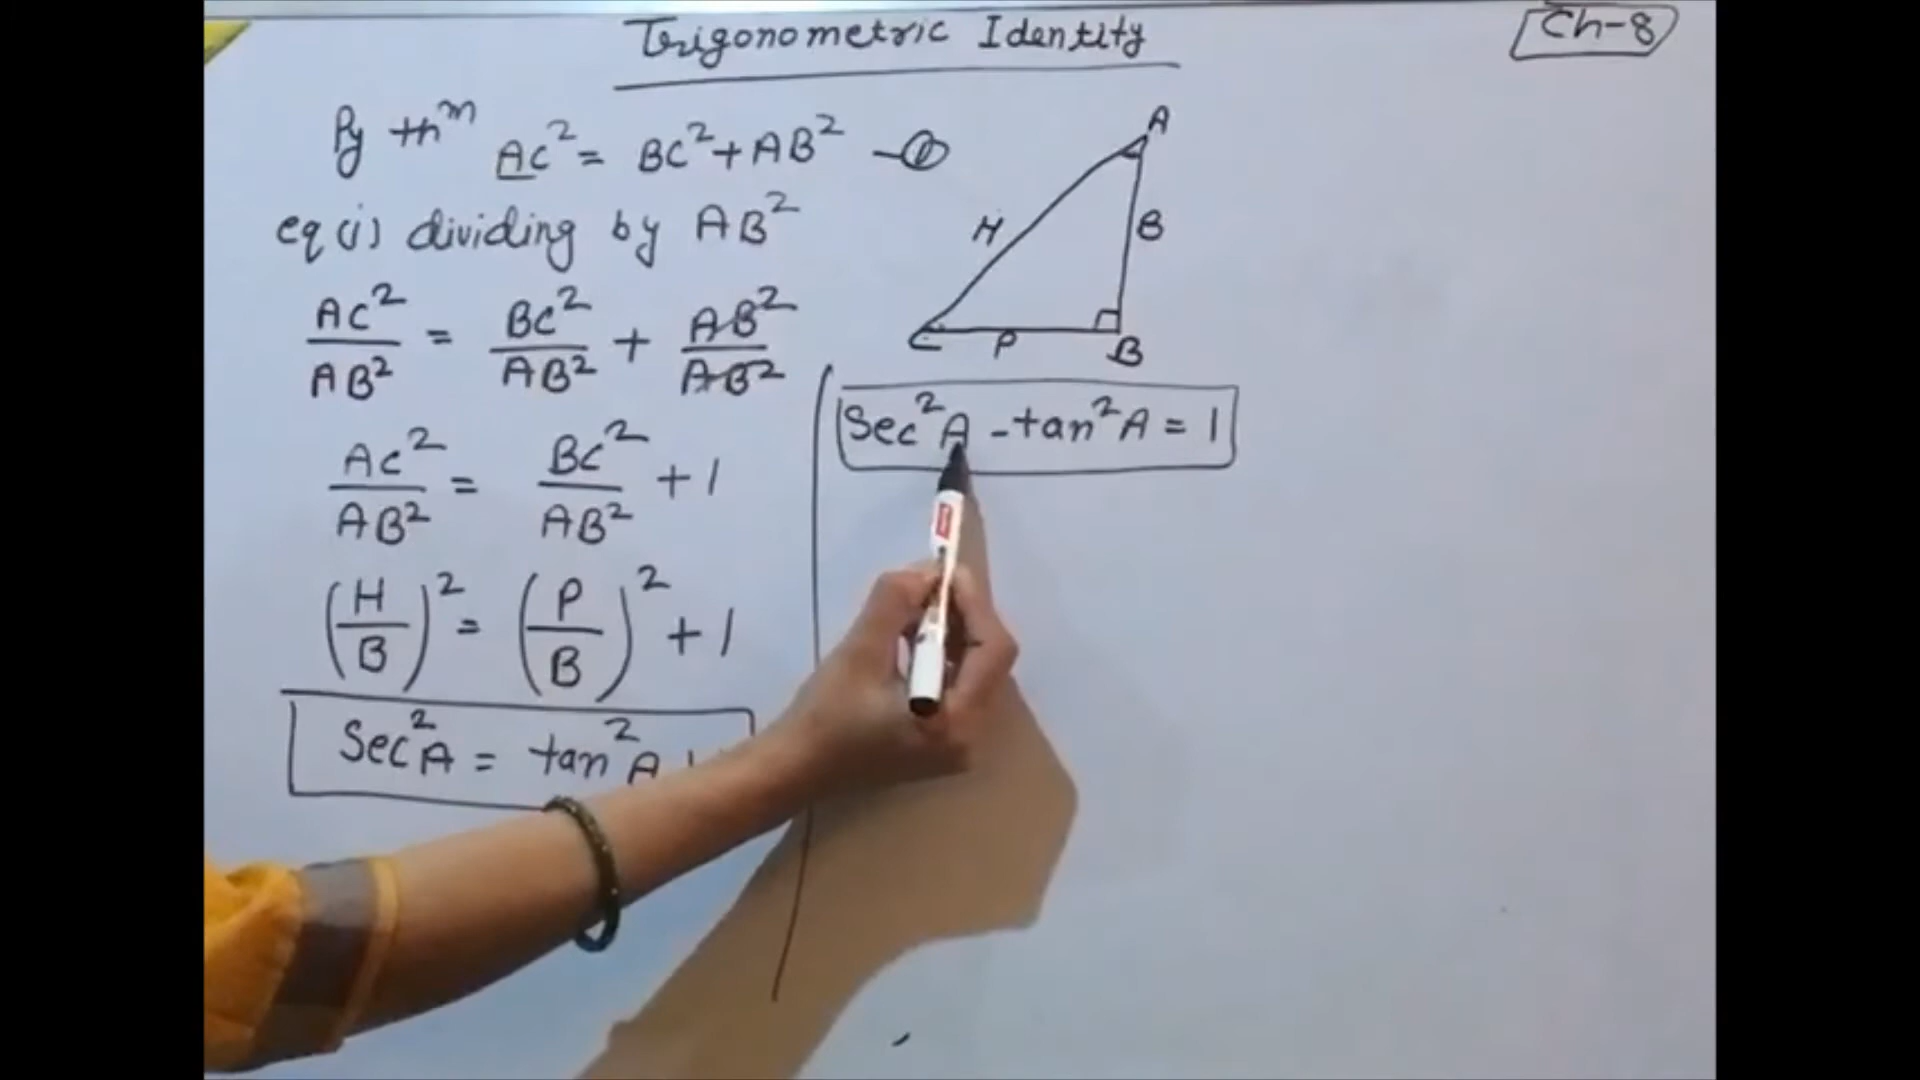 Trigonometric Identity
Ch-8
Py thᵐ AC² = BC² + AB² —①
eq (i) dividing by AB²
AC²/AB² = BC²/AB² + AB²/AB²
AC²/AB² = BC²/AB² + 1
(H/B)² = (P/B)² + 1
Sec²A = tan²A
A
H
B
C
P
B
Sec²A - tan²A = 1